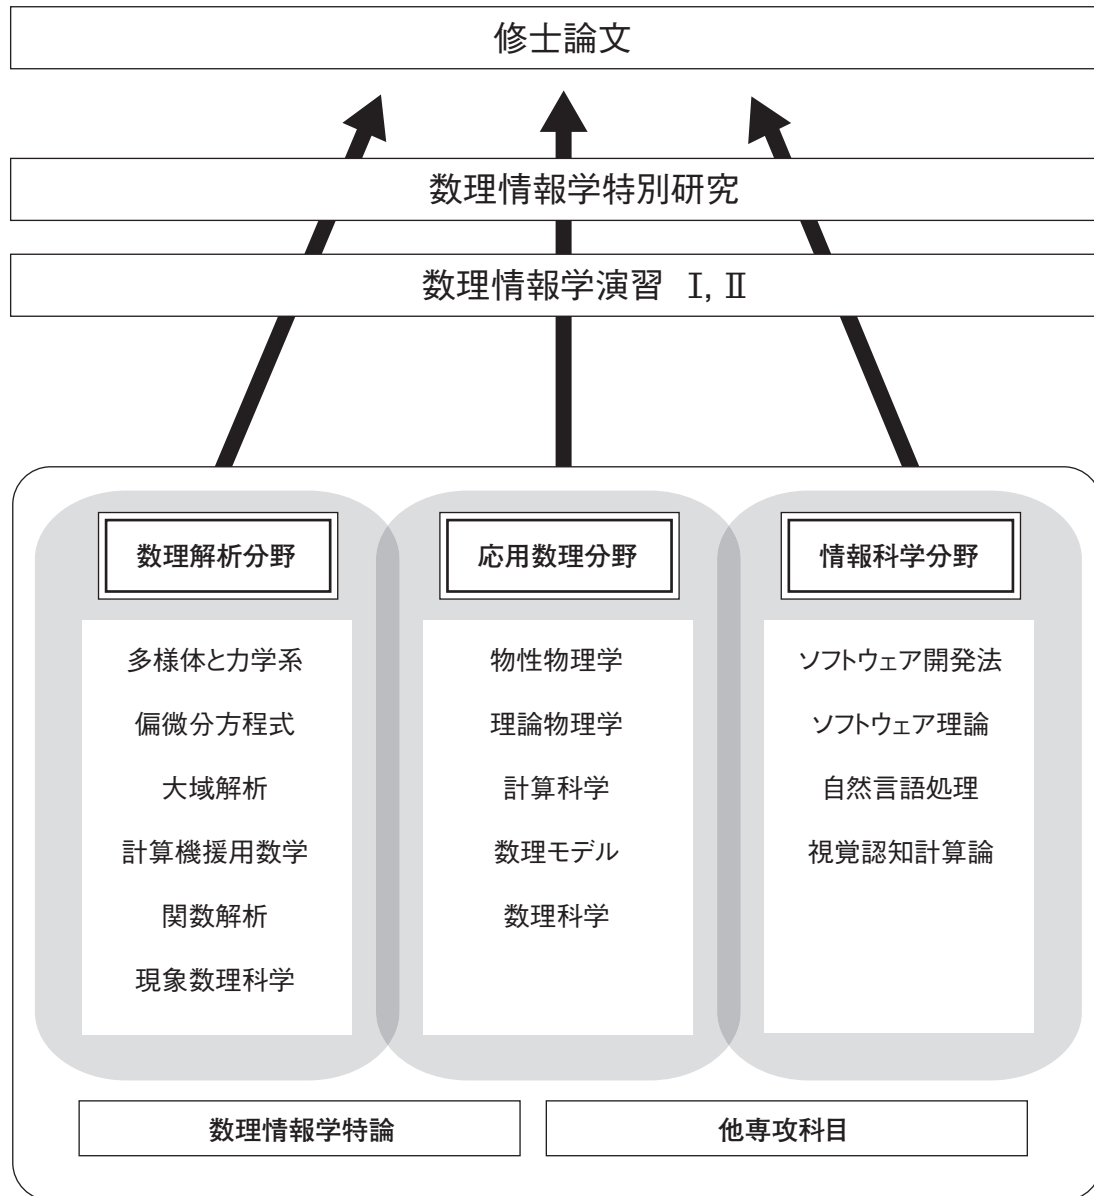 修士論文
数理情報学特別研究
数理情報学演習 Ⅰ, Ⅱ
数理解析分野
多様体と力学系
偏微分方程式
大域解析
計算機援用数学
関数解析
現象数理科学
応用数理分野
物性物理学
理論物理学
計算科学
数理モデル
数理科学
情報科学分野
ソフトウェア開発法
ソフトウェア理論
自然言語処理
視覚認知計算論
数理情報学特論
他専攻科目